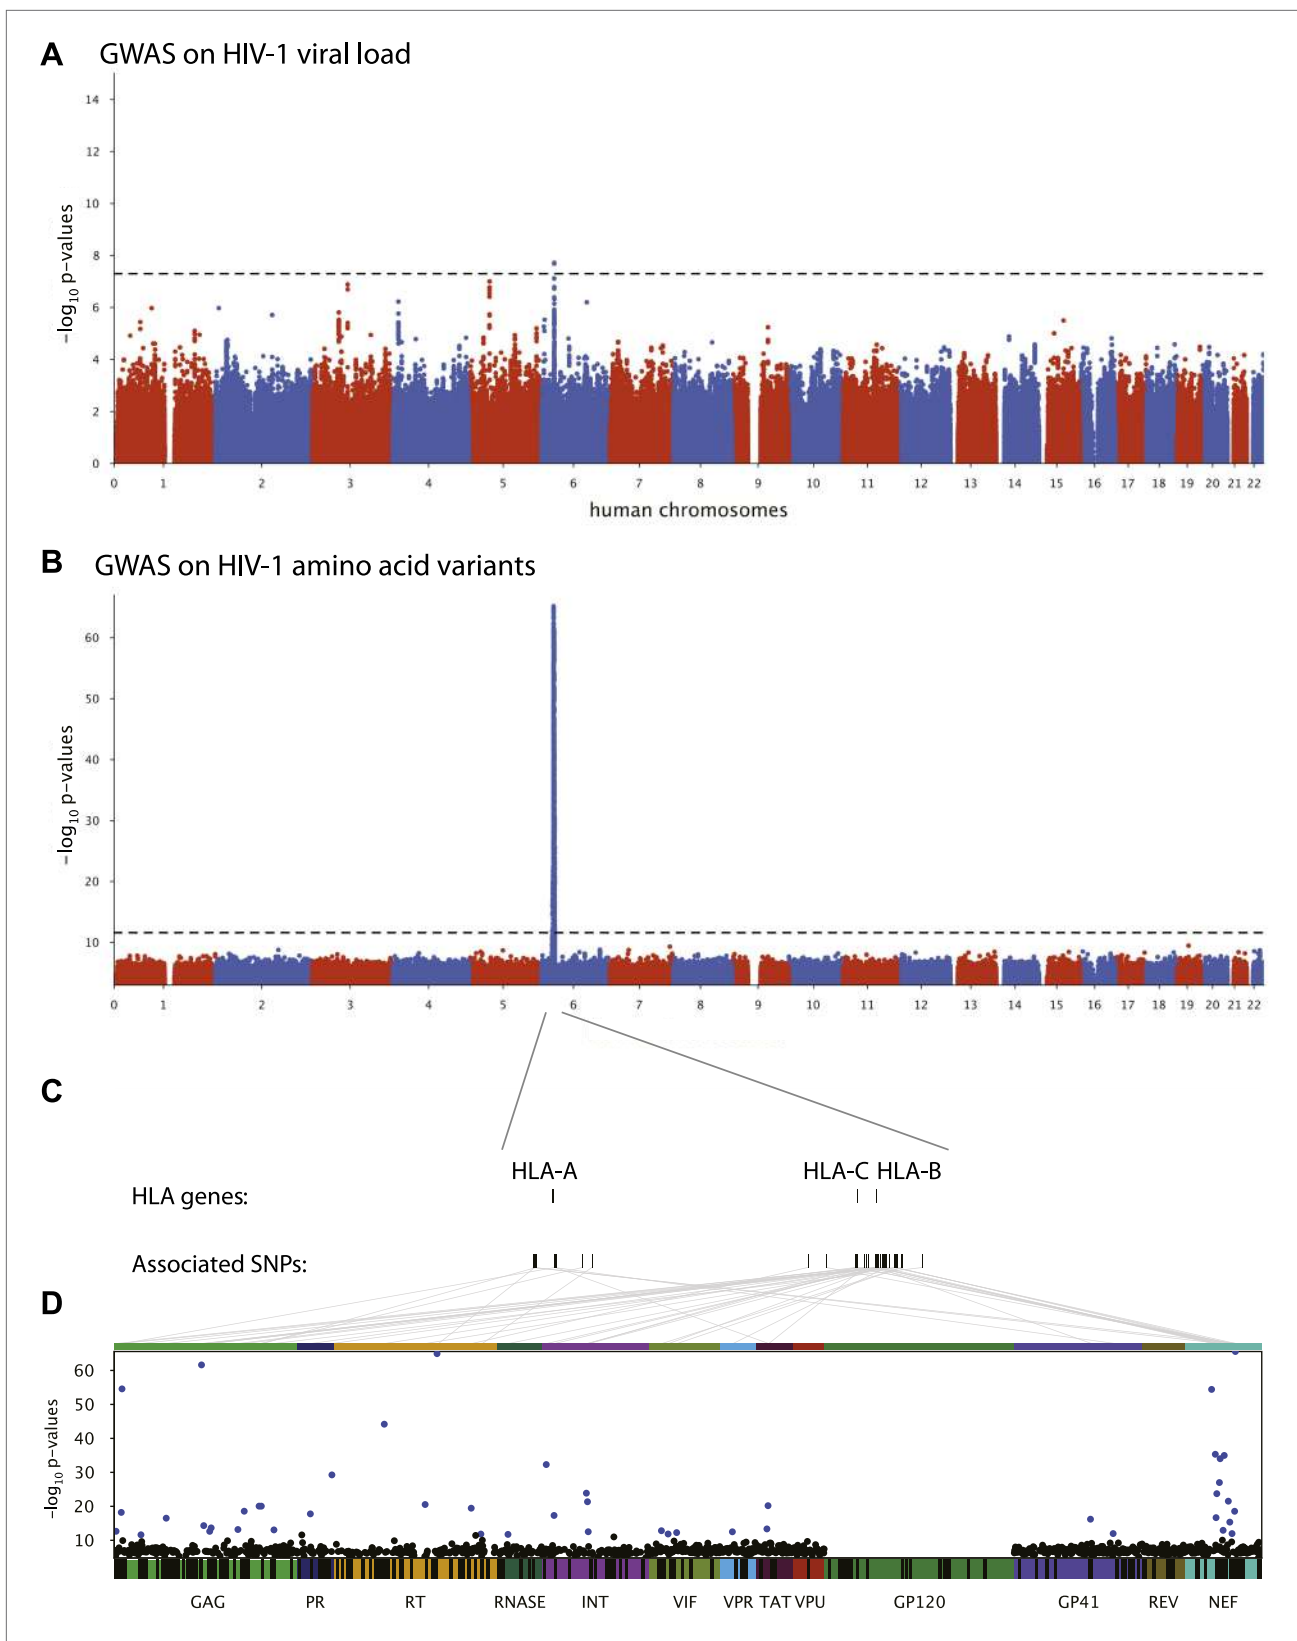 A GWAS on HIV-1 viral load
14
12
10
8
6
4
2
0
−log10 p−values
0 1 2 3 4 5 6 7 8 9 10 11 12 13 14 15 16 17 18 19 20 21 22
human chromosomes
B GWAS on HIV-1 amino acid variants
60
50
40
30
20
10
−log10 p−values
0 1 2 3 4 5 6 7 8 9 10 11 12 13 14 15 16 17 18 19 20 21 22
C
HLA-A HLA-C HLA-B
HLA genes:
Associated SNPs:
D
60
50
40
30
20
10
−log10 p−values
GAG PR RT RNASE INT VIF VPR TAT VPU GP120 GP41 REV NEF